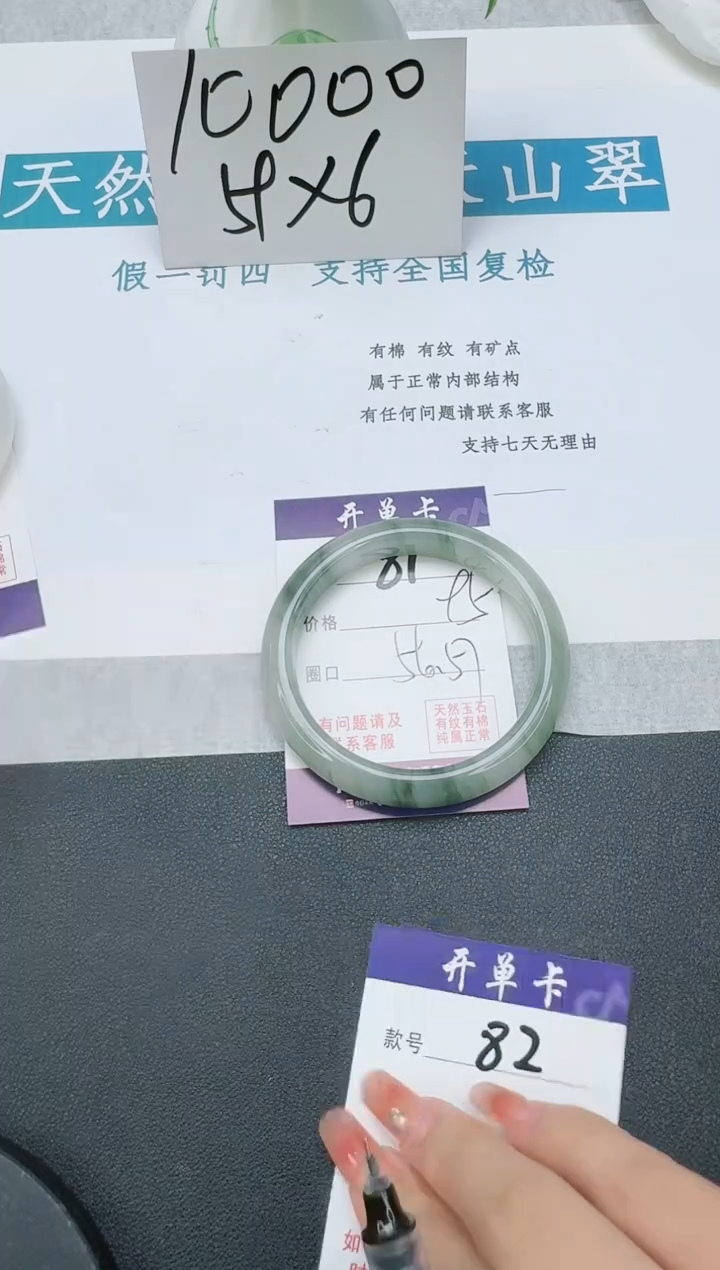 10000
5f×6
天然 山翠
假一罚四 支持全国复检
有棉 有纹 有矿点
属于正常内部结构
有任何问题请联系客服
支持七天无理由
开单卡
81
价格
圈口
有问题请及
系客服
天然玉石
有纹有棉
纯属正常
开单卡
款号 82
如